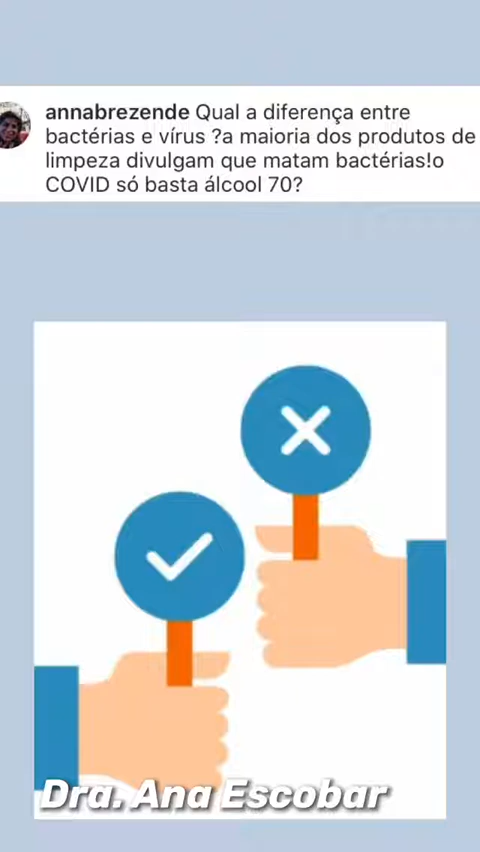 annabrezende Qual a diferença entre
bactérias e vírus ?a maioria dos produtos de
limpeza divulgam que matam bactérias!o
COVID só basta álcool 70?
Dra. Ana Escobar